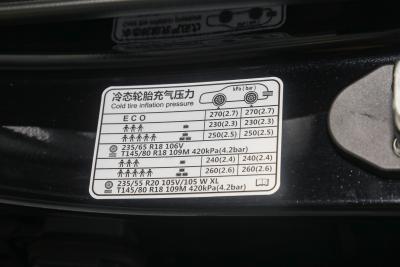 冷态轮胎充气压力 kPa (bar)
Cold tire inflation pressure
ECO 270(2.7) 270(2.7)
230(2.3) 230(2.3)
250(2.5) 250(2.5)
235/65 R18 106V
T145/80 R18 109M 420kPa(4.2bar)
240(2.4) 240(2.4)
260(2.6) 260(2.6)
235/55 R20 105V/105 W XL
T145/80 R18 109M 420kPa(4.2bar)